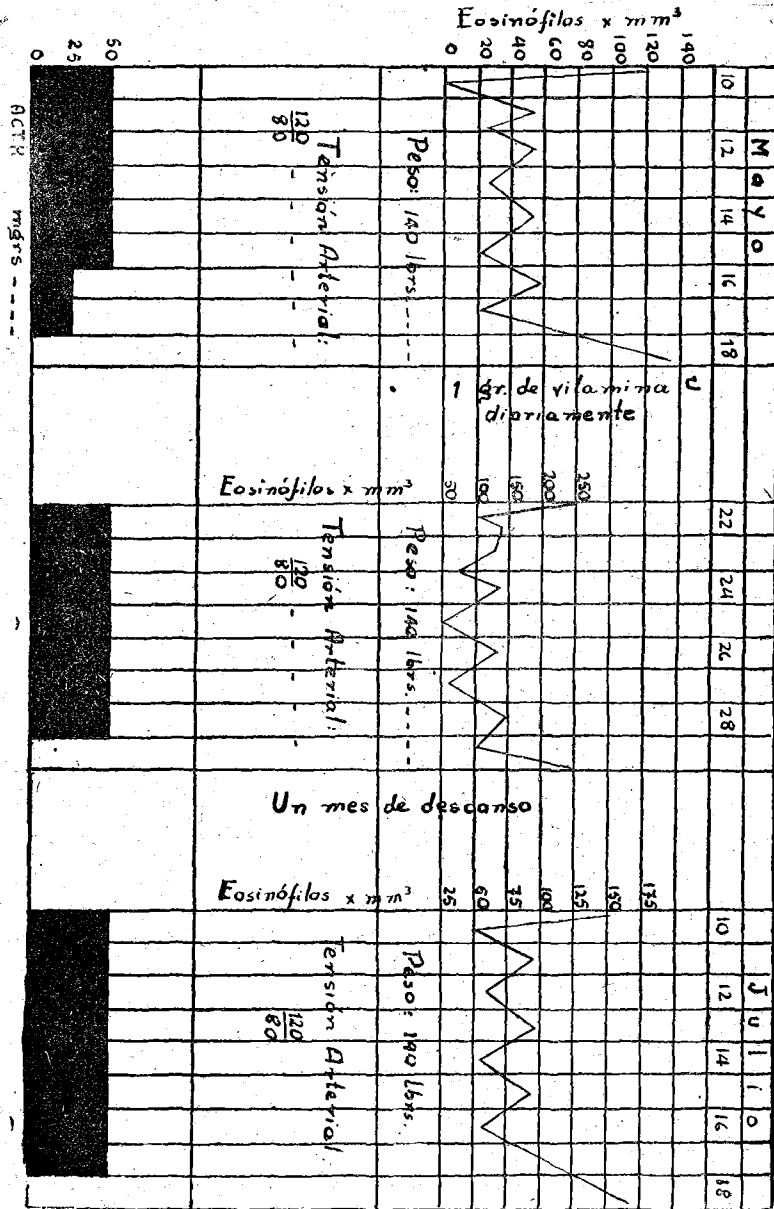 Eosinófilos x mm³
0 20 40 60 80 100 120 140
Mayo
10 12 14 16 18
Peso: 140 lbrs.-----
Tensión Arterial:
120
80
- - - - - -
50
25
0
ACTH mgrs ----
1 gr. de vitamina C
diariamente
Eosinófilos x mm³
50 100 150 200 250
22 24 26 28
Peso: 140 lbrs.-----
Tensión Arterial:
120
80
- - - - -
Un mes de descanso
Eosinófilos x mm³
25 50 75 100 125 150 175
Julio
10 12 14 16 18
Peso: 140 lbrs.
Tensión Arterial
120
80